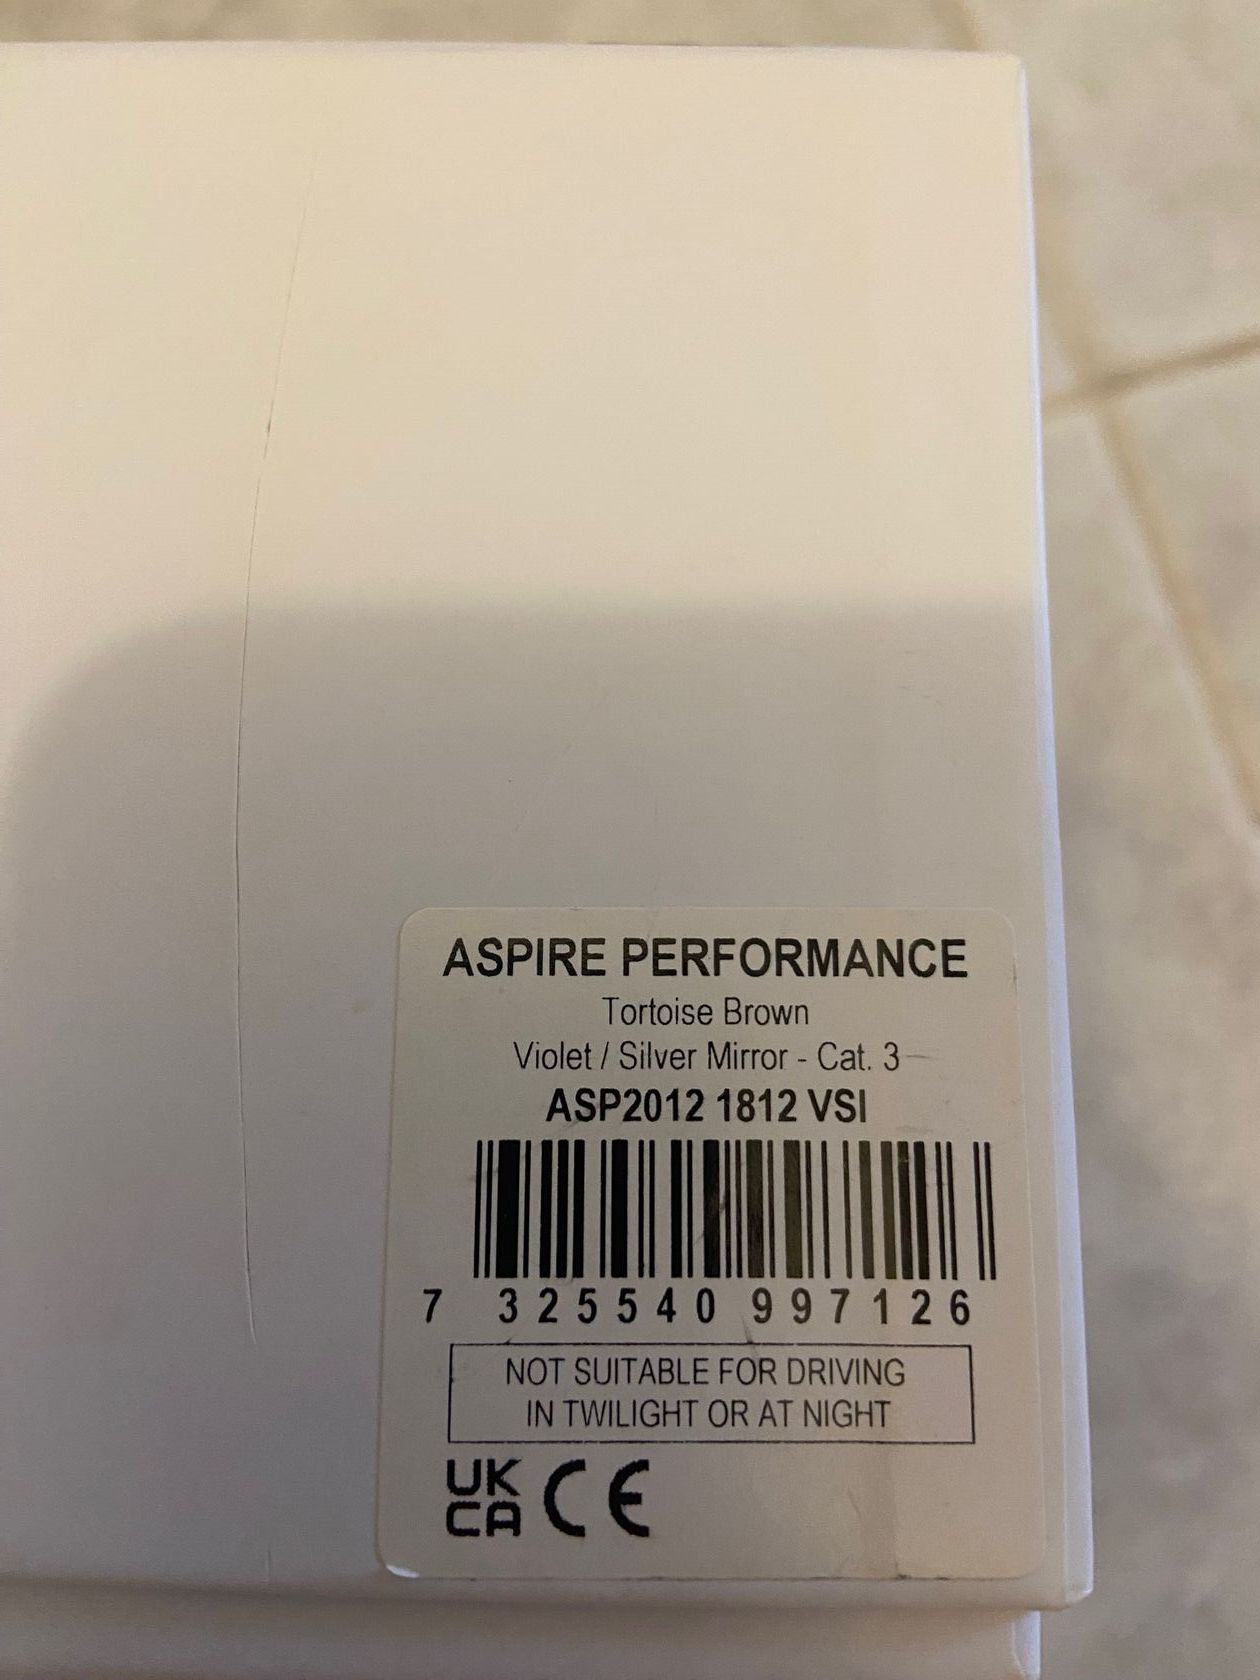 ASPIRE PERFORMANCE
Tortoise Brown
Violet / Silver Mirror - Cat. 3
ASP2012 1812 VSI
7 325540 997126
NOT SUITABLE FOR DRIVING
IN TWILIGHT OR AT NIGHT
UK CE
CA